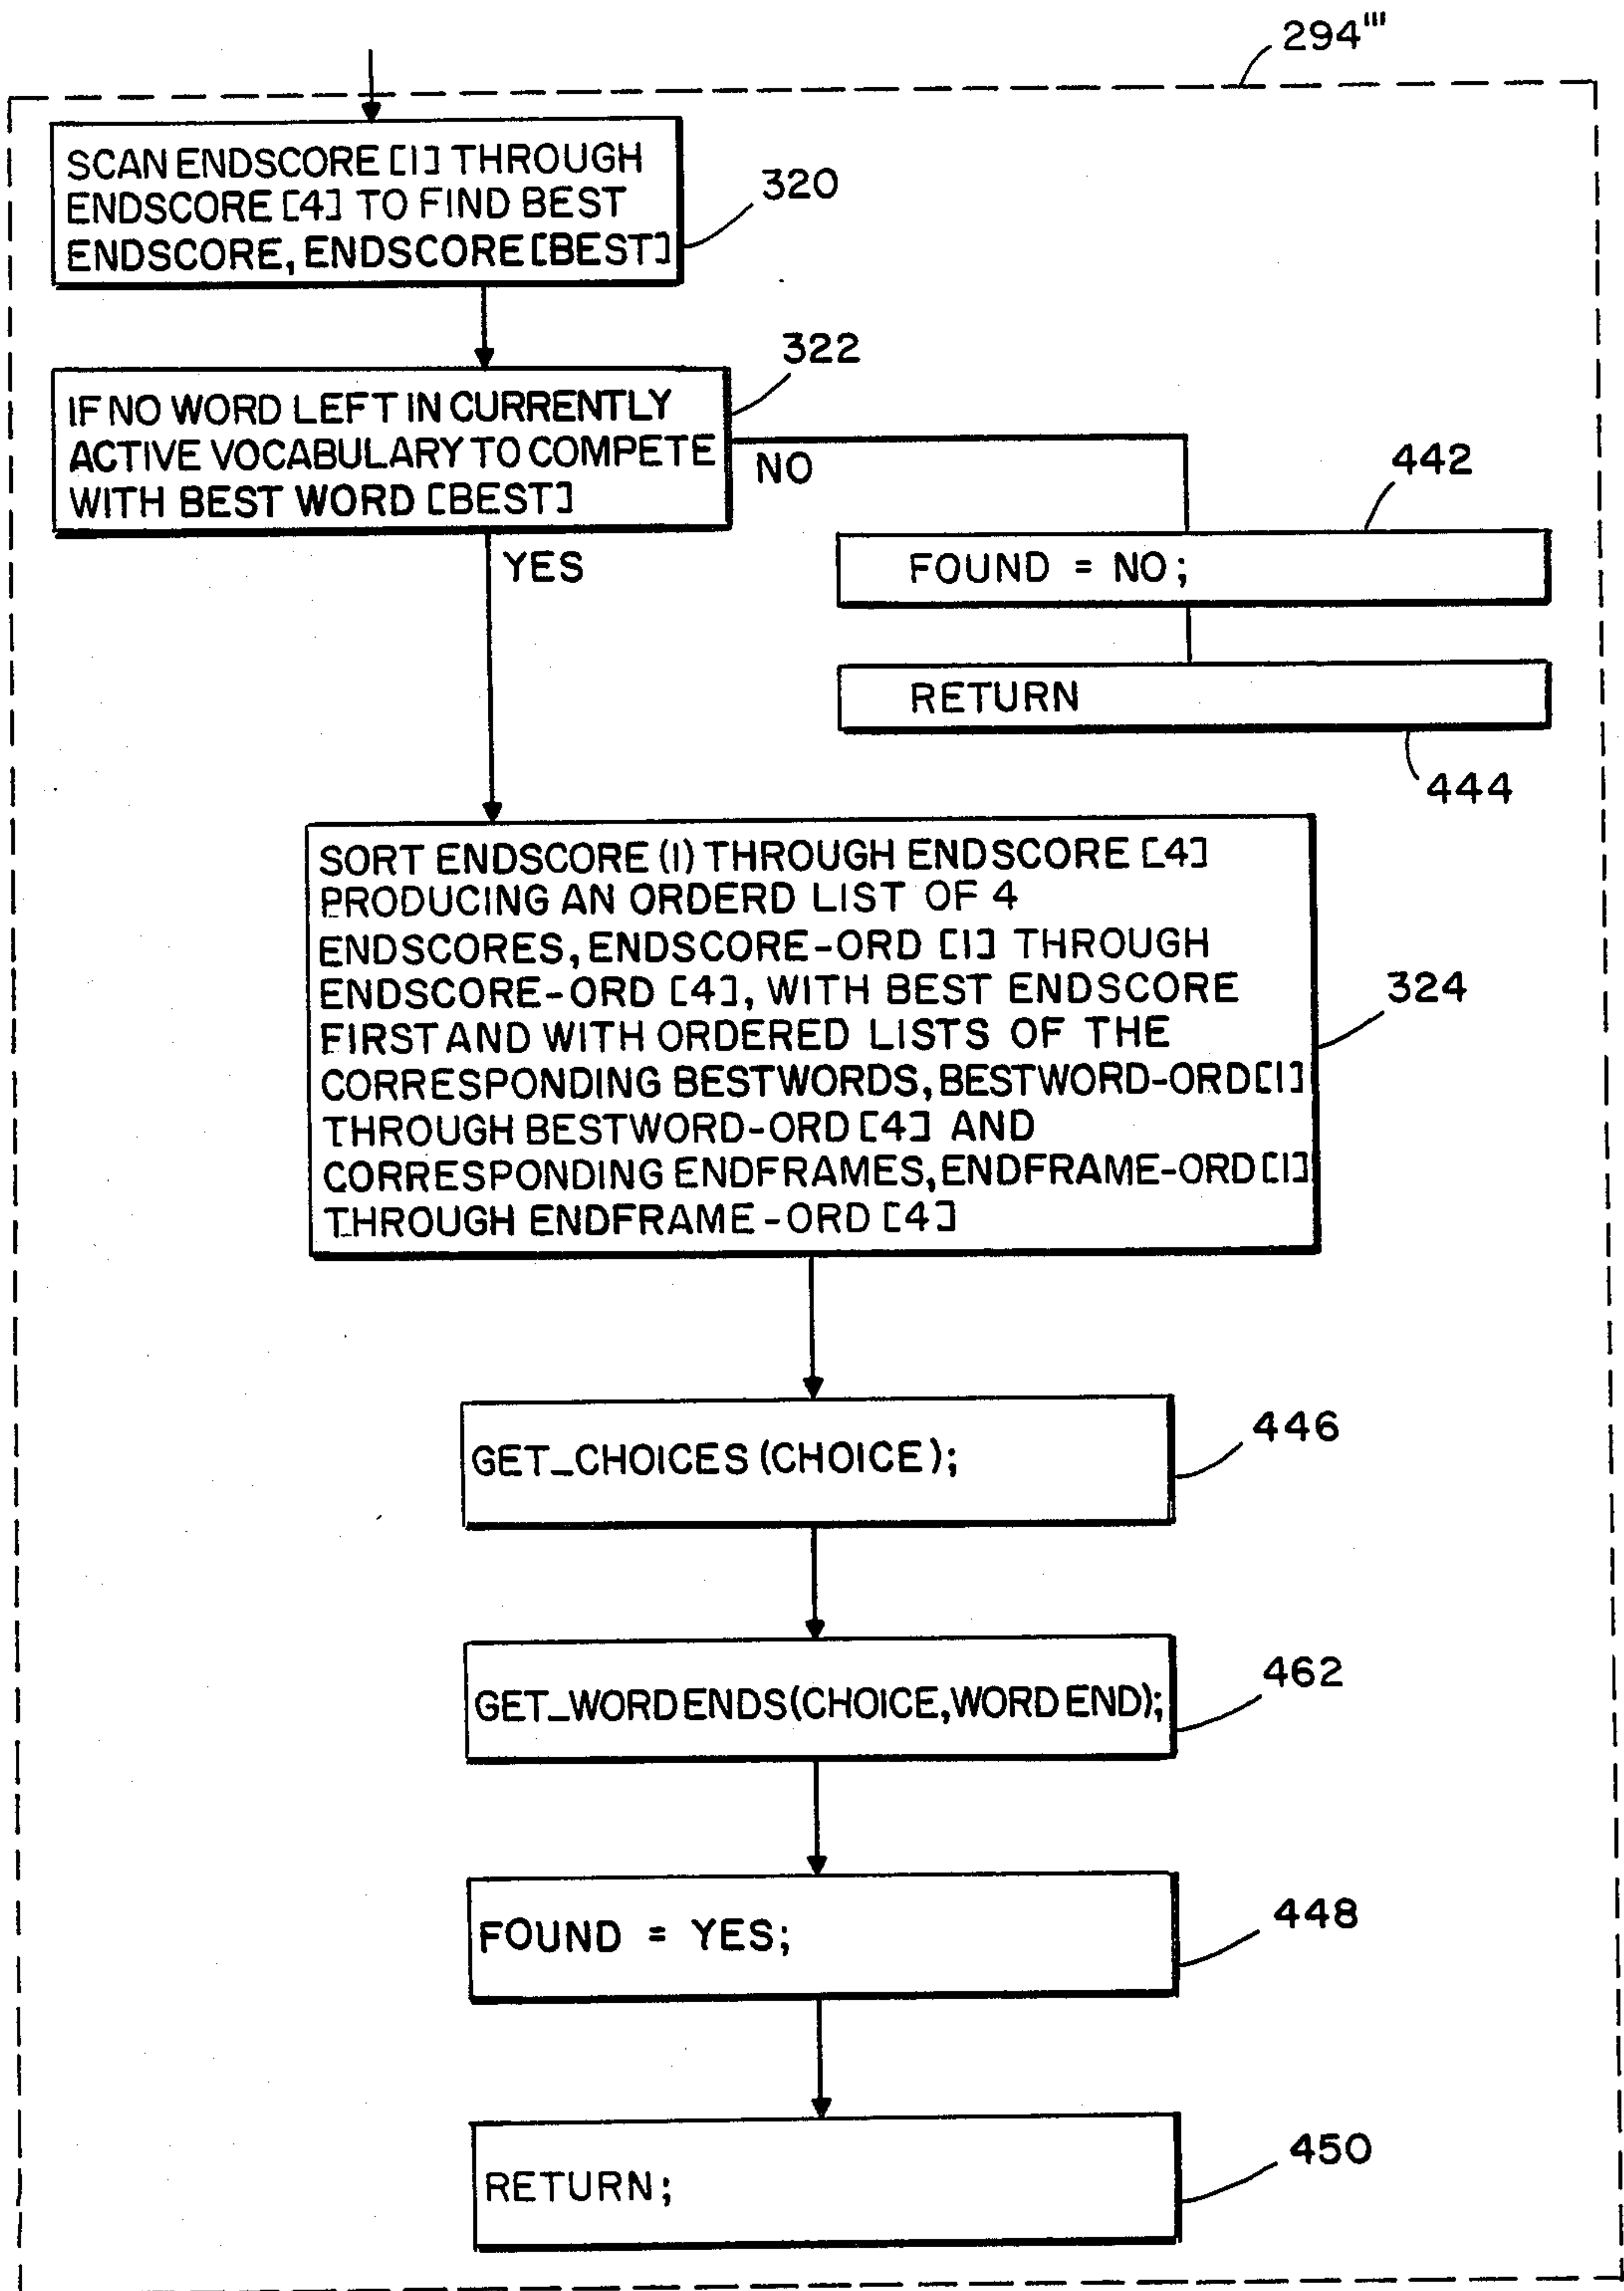 294'''
SCAN ENDSCORE [1] THROUGH
ENDSCORE [4] TO FIND BEST
ENDSCORE, ENDSCORE [BEST]
320
322
IF NO WORD LEFT IN CURRENTLY
ACTIVE VOCABULARY TO COMPETE
WITH BEST WORD [BEST]
NO
YES
442
FOUND = NO;
RETURN
444
SORT ENDSCORE (1) THROUGH ENDSCORE [4]
PRODUCING AN ORDERD LIST OF 4
ENDSCORES, ENDSCORE-ORD [1] THROUGH
ENDSCORE-ORD [4], WITH BEST ENDSCORE
FIRST AND WITH ORDERED LISTS OF THE
CORRESPONDING BESTWORDS, BESTWORD-ORD [1]
THROUGH BESTWORD-ORD [4] AND
CORRESPONDING ENDFRAMES, ENDFRAME-ORD [1]
THROUGH ENDFRAME-ORD [4]
324
GET_CHOICES (CHOICE);
446
GET_WORDENDS(CHOICE, WORD END);
462
FOUND = YES;
448
RETURN;
450